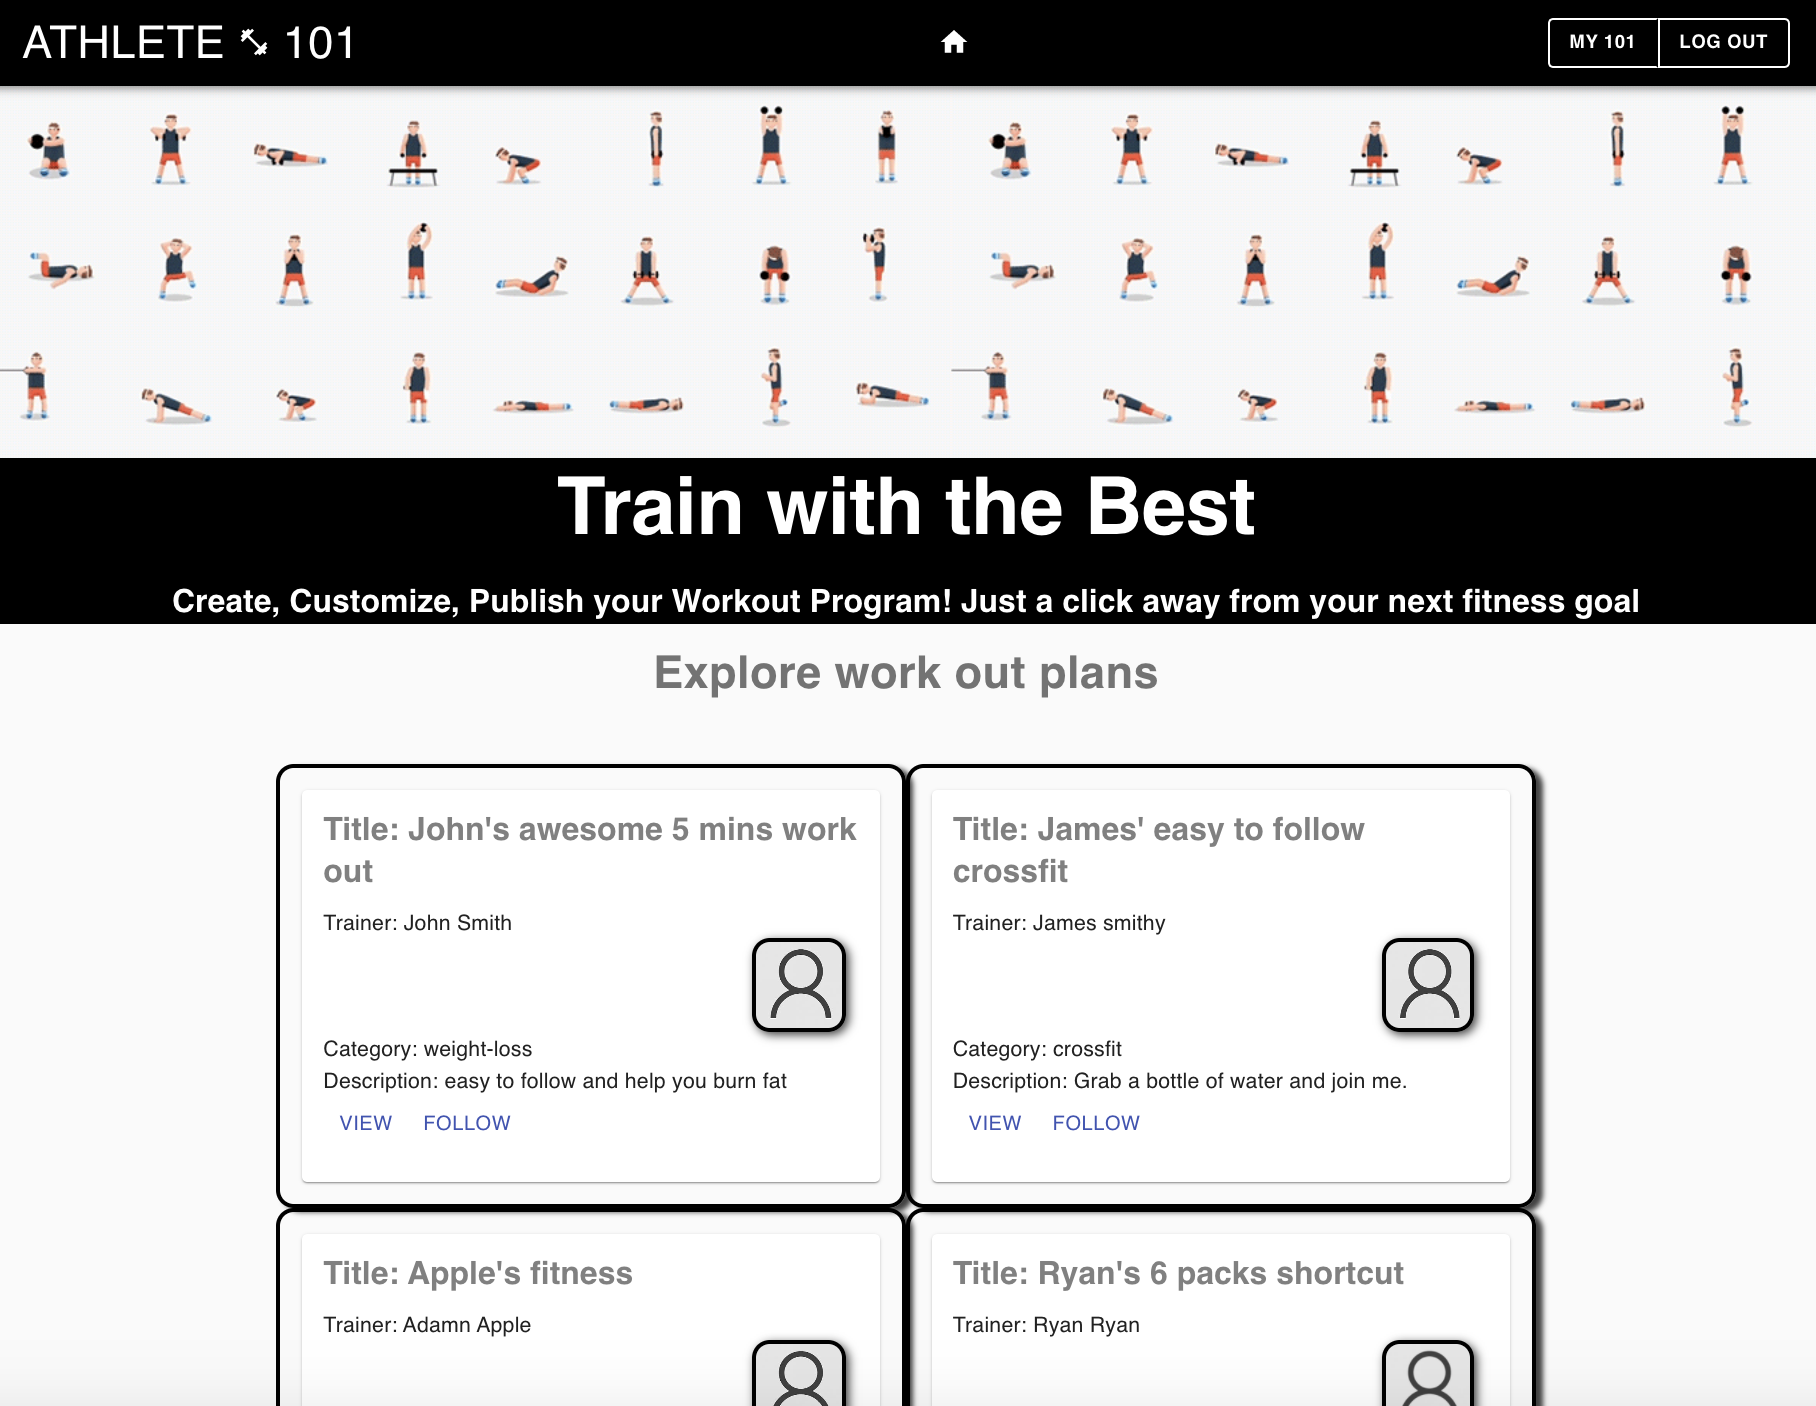 ATHLETE 101
MY 101
LOG OUT
Train with the Best
Create, Customize, Publish your Workout Program! Just a click away from your next fitness goal
Explore work out plans
Title: John's awesome 5 mins work
out
Trainer: John Smith
Category: weight-loss
Description: easy to follow and help you burn fat
VIEW FOLLOW
Title: James' easy to follow
crossfit
Trainer: James smithy
Category: crossfit
Description: Grab a bottle of water and join me.
VIEW FOLLOW
Title: Apple's fitness
Trainer: Adamn Apple
Title: Ryan's 6 packs shortcut
Trainer: Ryan Ryan